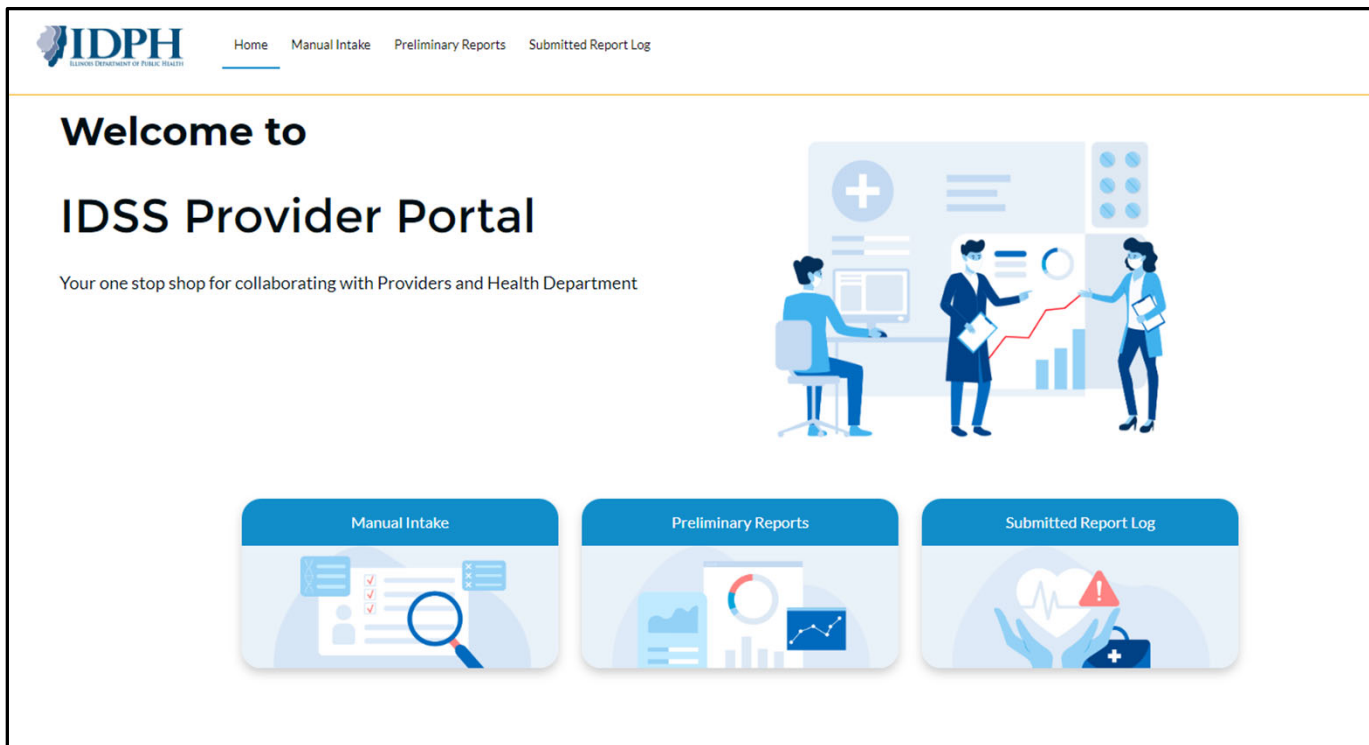 IDPH
ILLINOIS DEPARTMENT OF PUBLIC HEALTH
Home Manual Intake Preliminary Reports Submitted Report Log
Welcome to
IDSS Provider Portal
Your one stop shop for collaborating with Providers and Health Department
Manual Intake
Preliminary Reports
Submitted Report Log